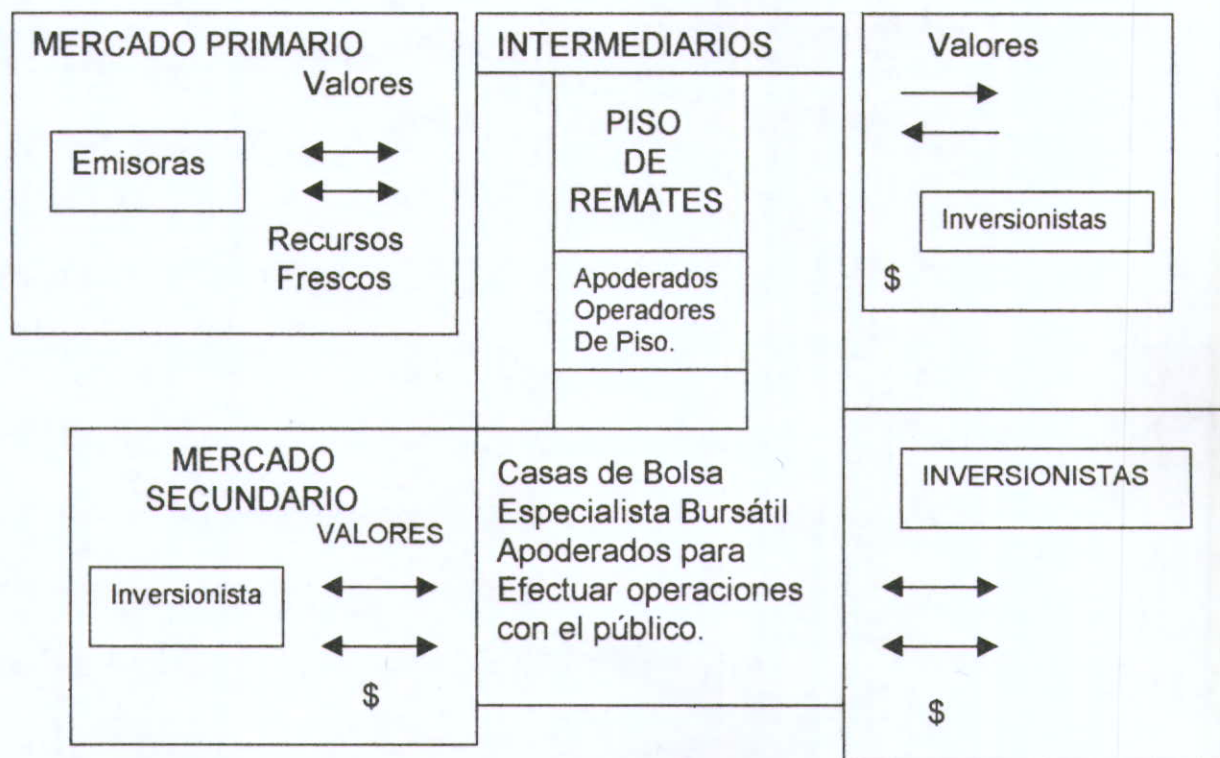 MERCADO PRIMARIO
Valores
Emisoras
Recursos
Frescos
INTERMEDIARIOS
PISO
DE
REMATES
Apoderados
Operadores
De Piso.
Valores
Inversionistas
$
MERCADO
SECUNDARIO
VALORES
Inversionista
$
Casas de Bolsa
Especialista Bursátil
Apoderados para
Efectuar operaciones
con el público.
INVERSIONISTAS
$